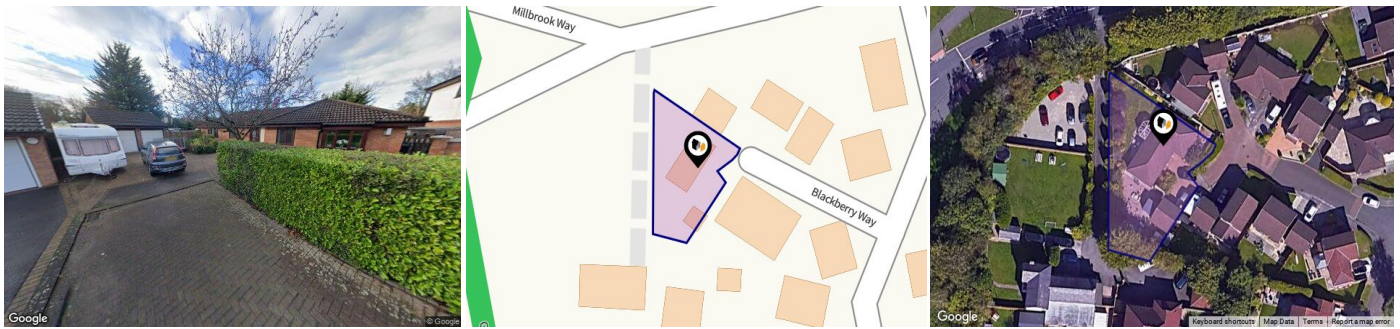 Google
© Google
Millbrook Way
Blackberry Way
Google
Keyboard shortcuts
Map Data
Terms
Report a map error